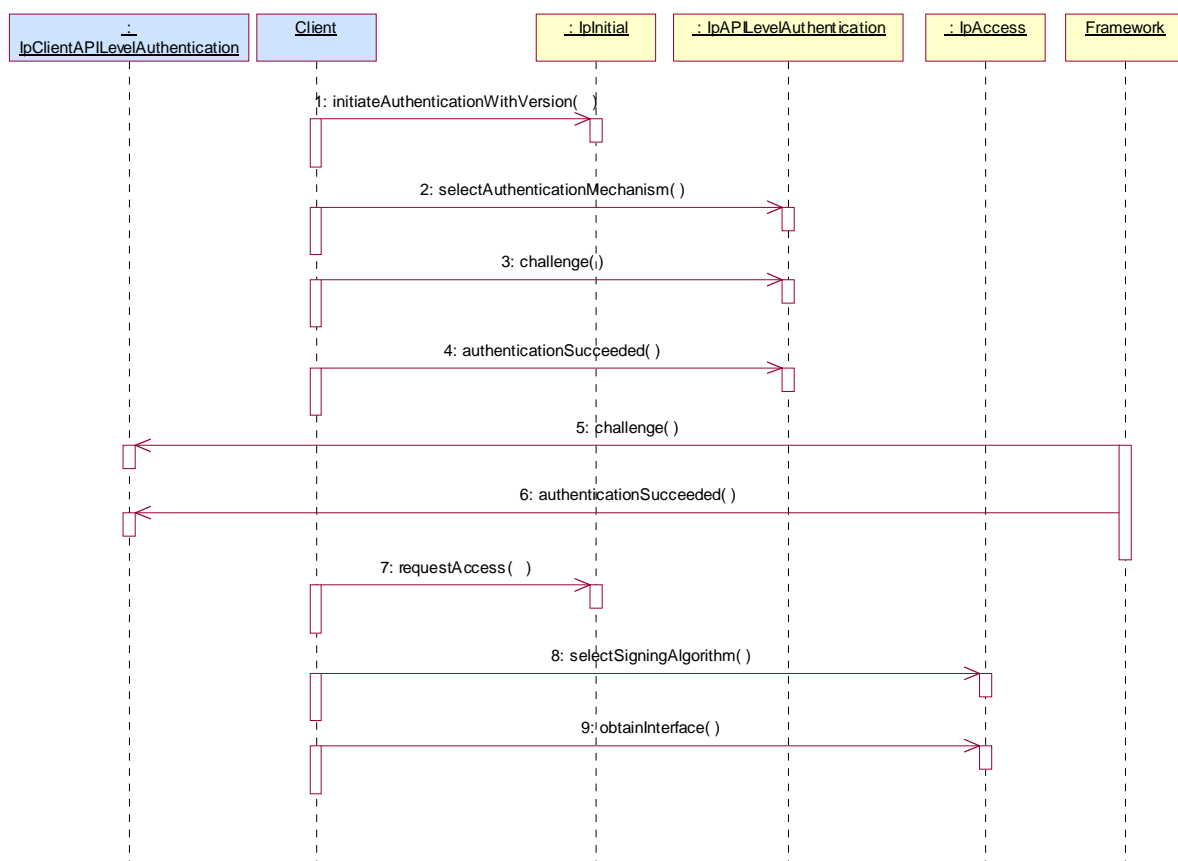 :
IpClientAPILevelAuthentication
Client
: IpInitial
: IpAPILevelAuthentication
: IpAccess
Framework
1: initiateAuthenticationWithVersion( )
2: selectAuthenticationMechanism( )
3: challenge( )
4: authenticationSucceeded( )
5: challenge( )
6: authenticationSucceeded( )
7: requestAccess( )
8: selectSigningAlgorithm( )
9: obtainInterface( )